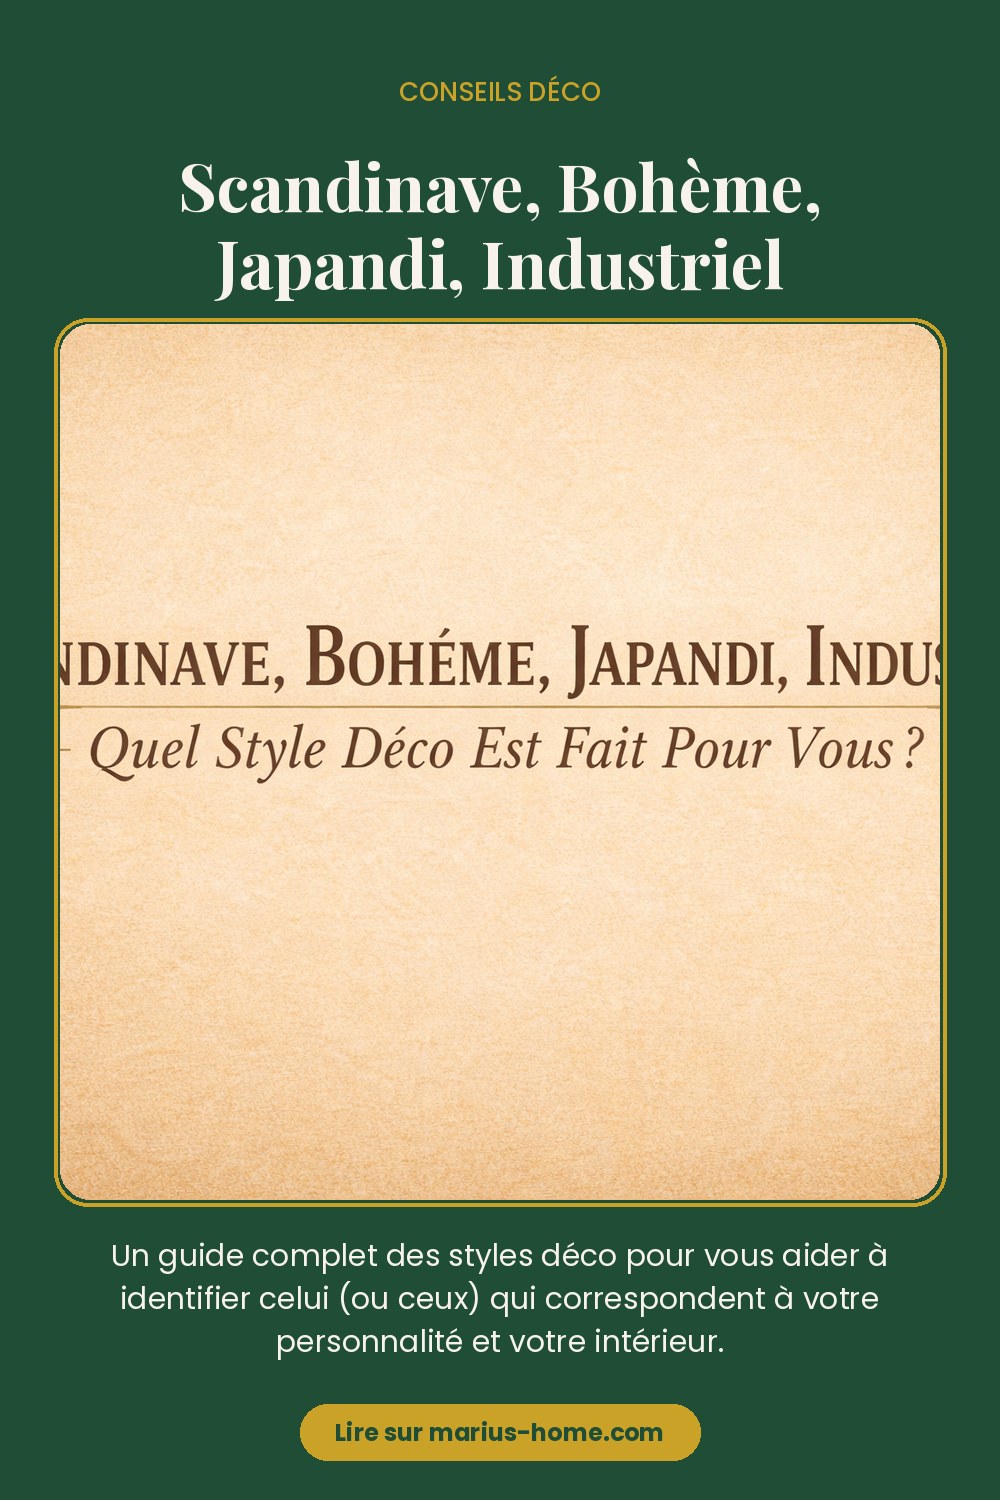 CONSEILS DÉCO
Scandinave, Bohème,
Japandi, Industriel
NDINAVE, BOHÉME, JAPANDI, INDUS
Quel Style Déco Est Fait Pour Vous ?
Un guide complet des styles déco pour vous aider à
identifier celui (ou ceux) qui correspondent à votre
personnalité et votre intérieur.
Lire sur marius-home.com